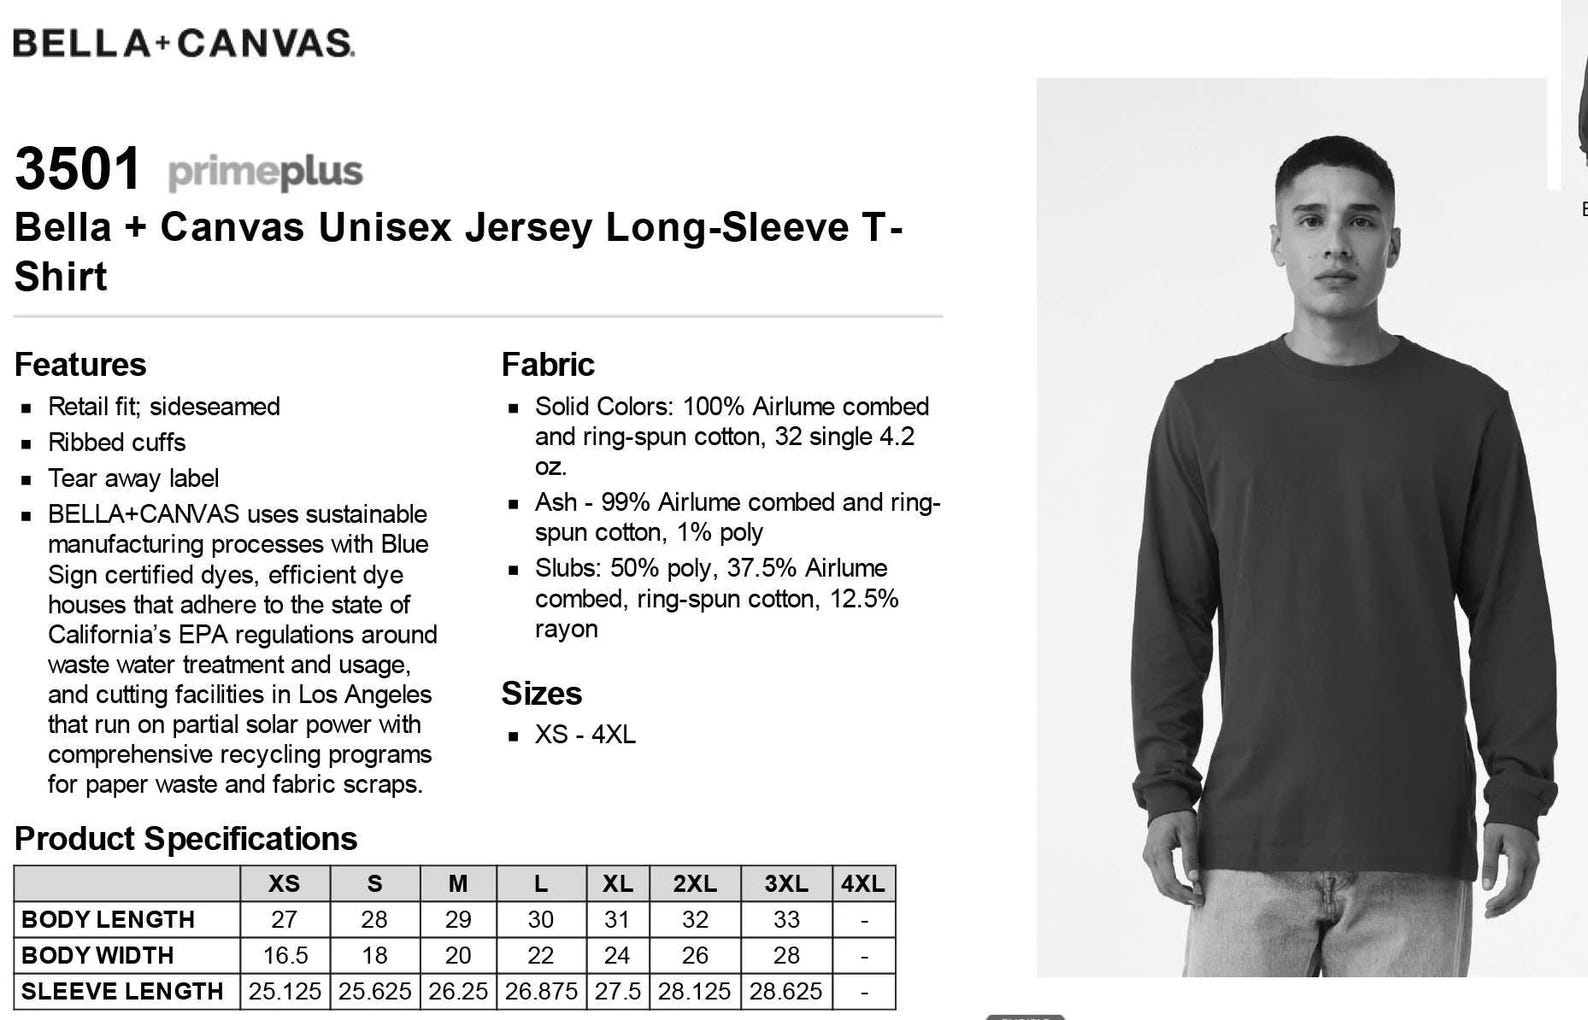 BELLA+CANVAS.
3501 primeplus
Bella + Canvas Unisex Jersey Long-Sleeve T-
Shirt
Features
▪ Retail fit; sideseamed
▪ Ribbed cuffs
▪ Tear away label
▪ BELLA+CANVAS uses sustainable
manufacturing processes with Blue
Sign certified dyes, efficient dye
houses that adhere to the state of
California’s EPA regulations around
waste water treatment and usage,
and cutting facilities in Los Angeles
that run on partial solar power with
comprehensive recycling programs
for paper waste and fabric scraps.
Fabric
▪ Solid Colors: 100% Airlume combed
and ring-spun cotton, 32 single 4.2
oz.
▪ Ash - 99% Airlume combed and ring-
spun cotton, 1% poly
▪ Slubs: 50% poly, 37.5% Airlume
combed, ring-spun cotton, 12.5%
rayon
Sizes
▪ XS - 4XL
Product Specifications
XS S M L XL 2XL 3XL 4XL
BODY LENGTH 27 28 29 30 31 32 33 -
BODY WIDTH 16.5 18 20 22 24 26 28 -
SLEEVE LENGTH 25.125 25.625 26.25 26.875 27.5 28.125 28.625 -